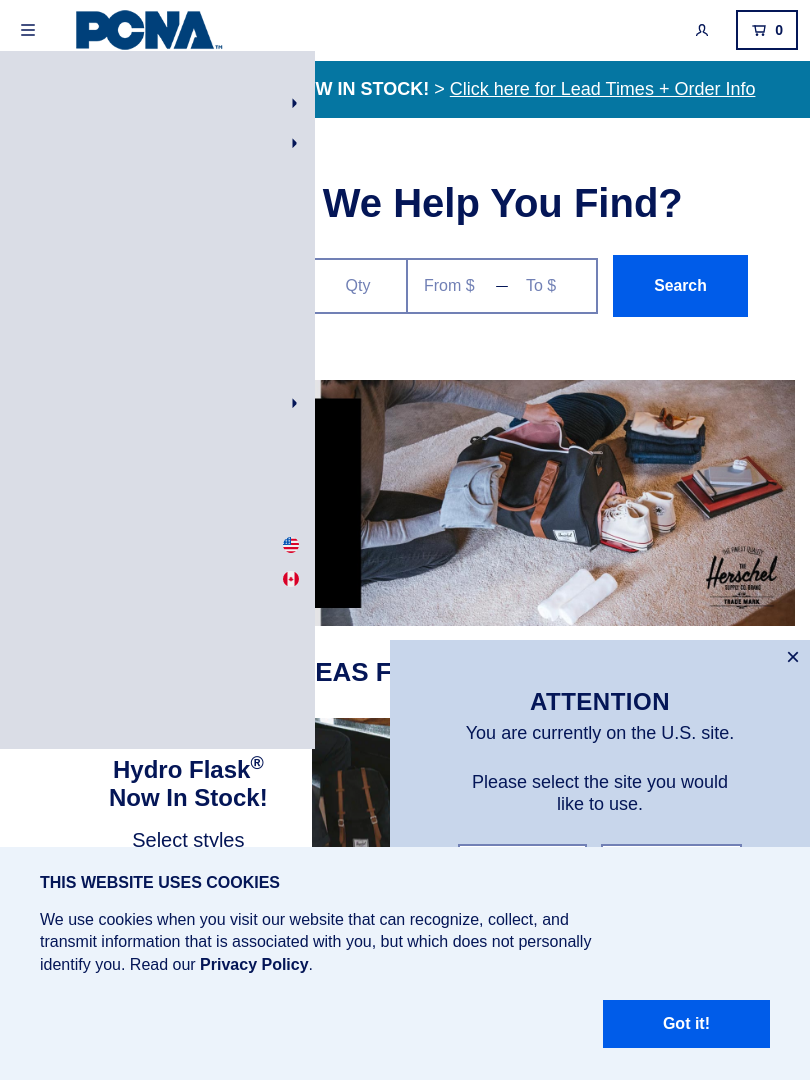 PCNA™
0
W IN STOCK! > Click here for Lead Times + Order Info
We Help You Find?
Qty
From $ — To $
Search
THE FINEST QUALITY
THE
Herschel
SUPPLY CO. BRAND
TRADE MARK
Herschel
EAS F
×
ATTENTION
You are currently on the U.S. site.
Please select the site you would
like to use.
Hydro Flask®
Now In Stock!
Select styles
THIS WEBSITE USES COOKIES
We use cookies when you visit our website that can recognize, collect, and
transmit information that is associated with you, but which does not personally
identify you. Read our Privacy Policy.
Got it!